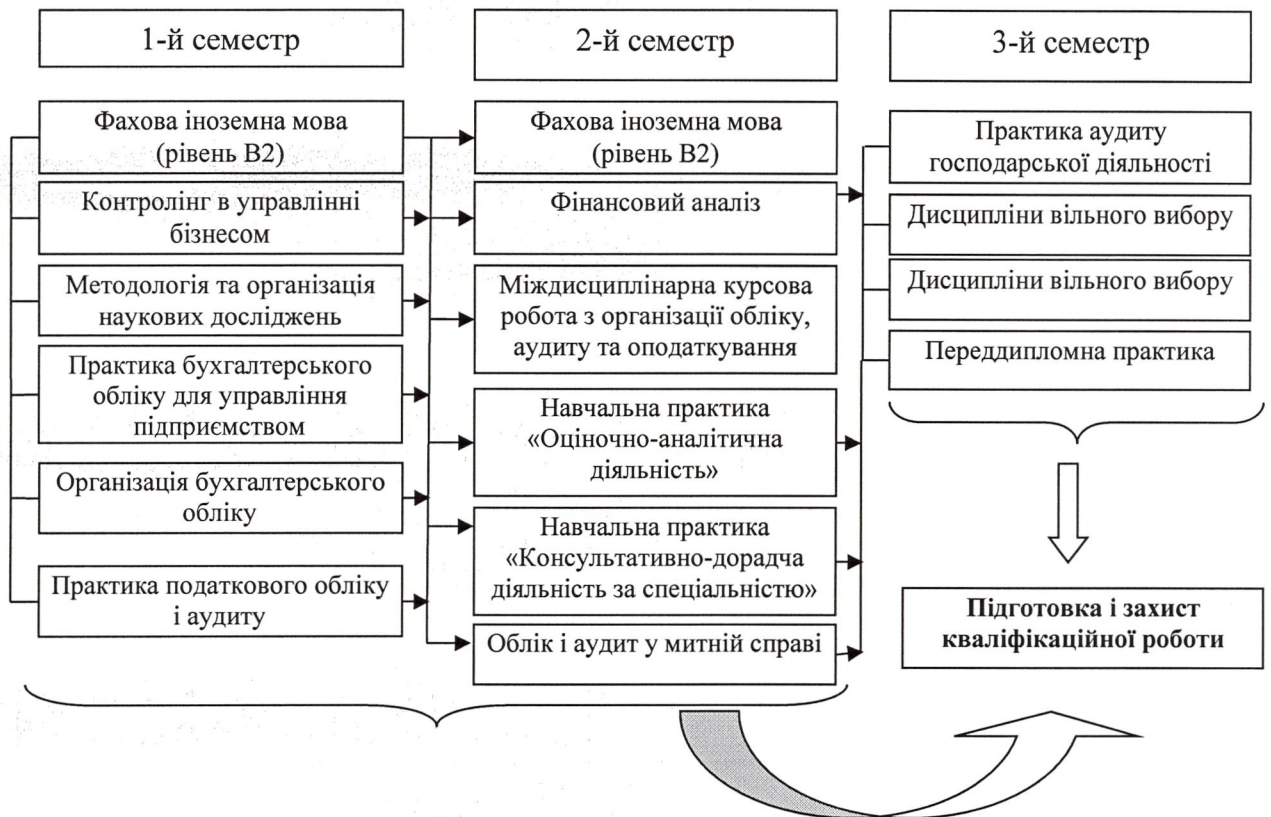 1-й семестр
2-й семестр
3-й семестр
Фахова іноземна мова
(рівень В2)
Контролінг в управлінні
бізнесом
Методологія та організація
наукових досліджень
Практика бухгалтерського
обліку для управління
підприємством
Організація бухгалтерського
обліку
Практика податкового обліку
і аудиту
Фахова іноземна мова
(рівень В2)
Фінансовий аналіз
Міждисциплінарна курсова
робота з організації обліку,
аудиту та оподаткування
Навчальна практика
«Оціночно-аналітична
діяльність»
Навчальна практика
«Консультативно-дорадча
діяльність за спеціальністю»
Облік і аудит у митній справі
Практика аудиту
господарської діяльності
Дисципліни вільного вибору
Дисципліни вільного вибору
Переддипломна практика
Підготовка і захист
кваліфікаційної роботи